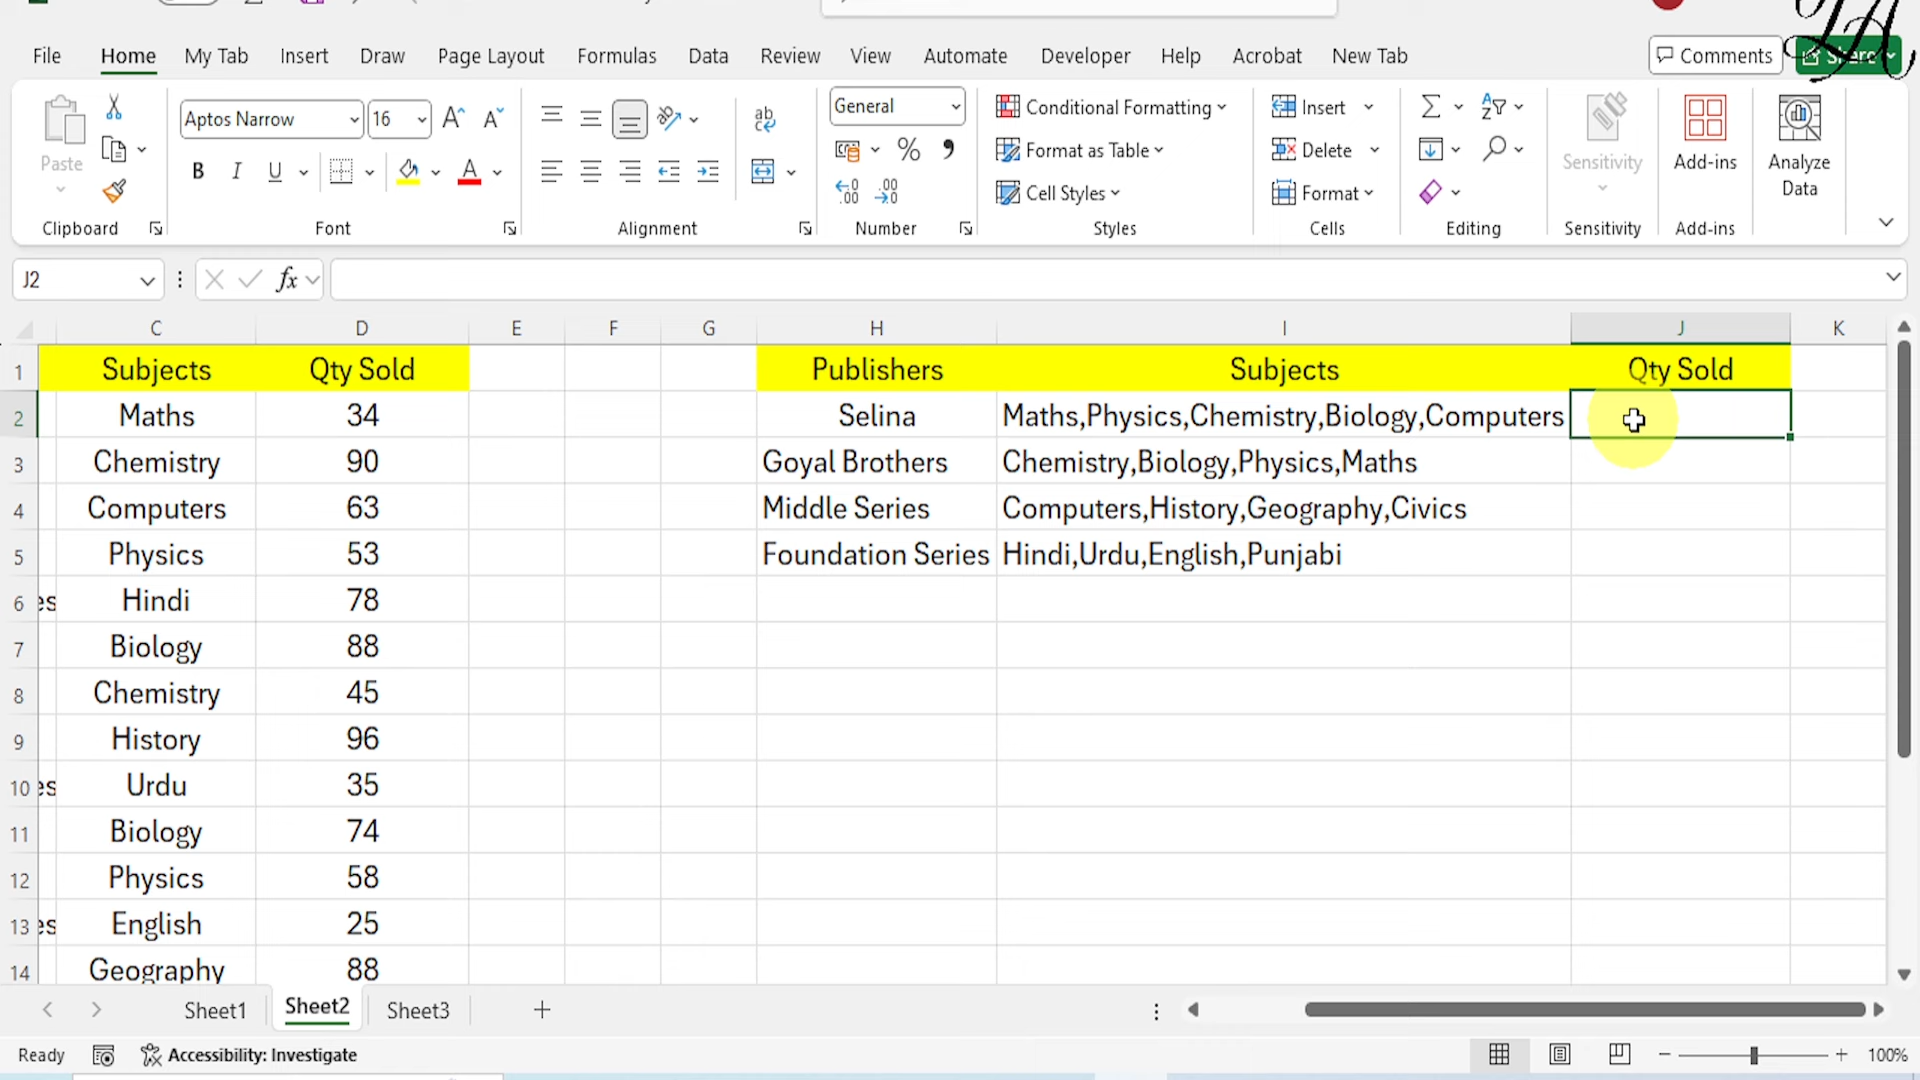 File Home My Tab Insert Draw Page Layout Formulas Data Review View Automate Developer Help Acrobat New Tab Comments Share
Paste
Aptos Narrow 16
B I U
General
Conditional Formatting
Format as Table
Cell Styles
Insert
Delete
Format
Sensitivity
Add-ins
Analyze Data
Clipboard Font Alignment Number Styles Cells Editing Sensitivity Add-ins
J2 fx
C D E F G H I J K
1 Subjects Qty Sold Publishers Subjects Qty Sold
2 Maths 34 Selina Maths,Physics,Chemistry,Biology,Computers
3 Chemistry 90 Goyal Brothers Chemistry,Biology,Physics,Maths
4 Computers 63 Middle Series Computers,History,Geography,Civics
5 Physics 53 Foundation Series Hindi,Urdu,English,Punjabi
6 es Hindi 78
7 Biology 88
8 Chemistry 45
9 History 96
10 es Urdu 35
11 Biology 74
12 Physics 58
13 es English 25
14 Geography 88
Sheet1 Sheet2 Sheet3
Ready Accessibility: Investigate 100%